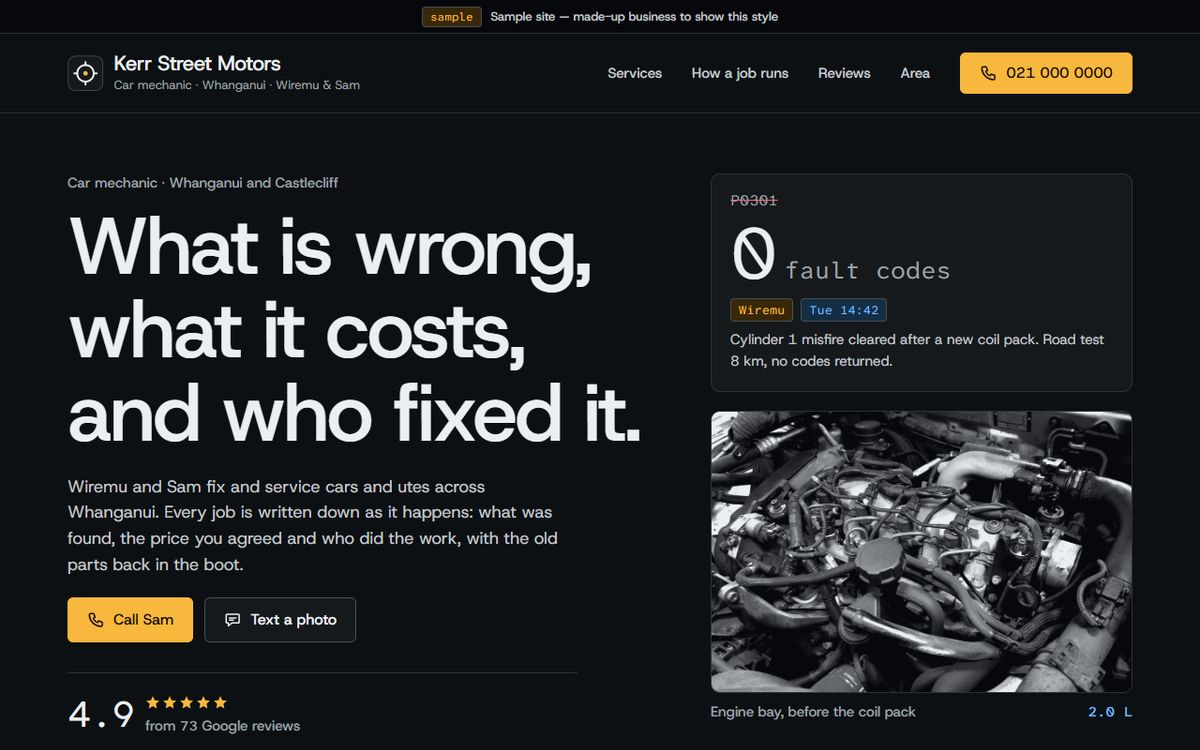 sample Sample site — made-up business to show this style
Kerr Street Motors
Car mechanic · Whanganui · Wiremu & Sam
Services How a job runs Reviews Area 021 000 0000
Car mechanic · Whanganui and Castlecliff
What is wrong,
what it costs,
and who fixed it.
Wiremu and Sam fix and service cars and utes across
Whanganui. Every job is written down as it happens: what was
found, the price you agreed and who did the work, with the old
parts back in the boot.
Call Sam Text a photo
4.9
from 73 Google reviews
P0301
0 fault codes
Wiremu Tue 14:42
Cylinder 1 misfire cleared after a new coil pack. Road test
8 km, no codes returned.
Engine bay, before the coil pack 2.0 L